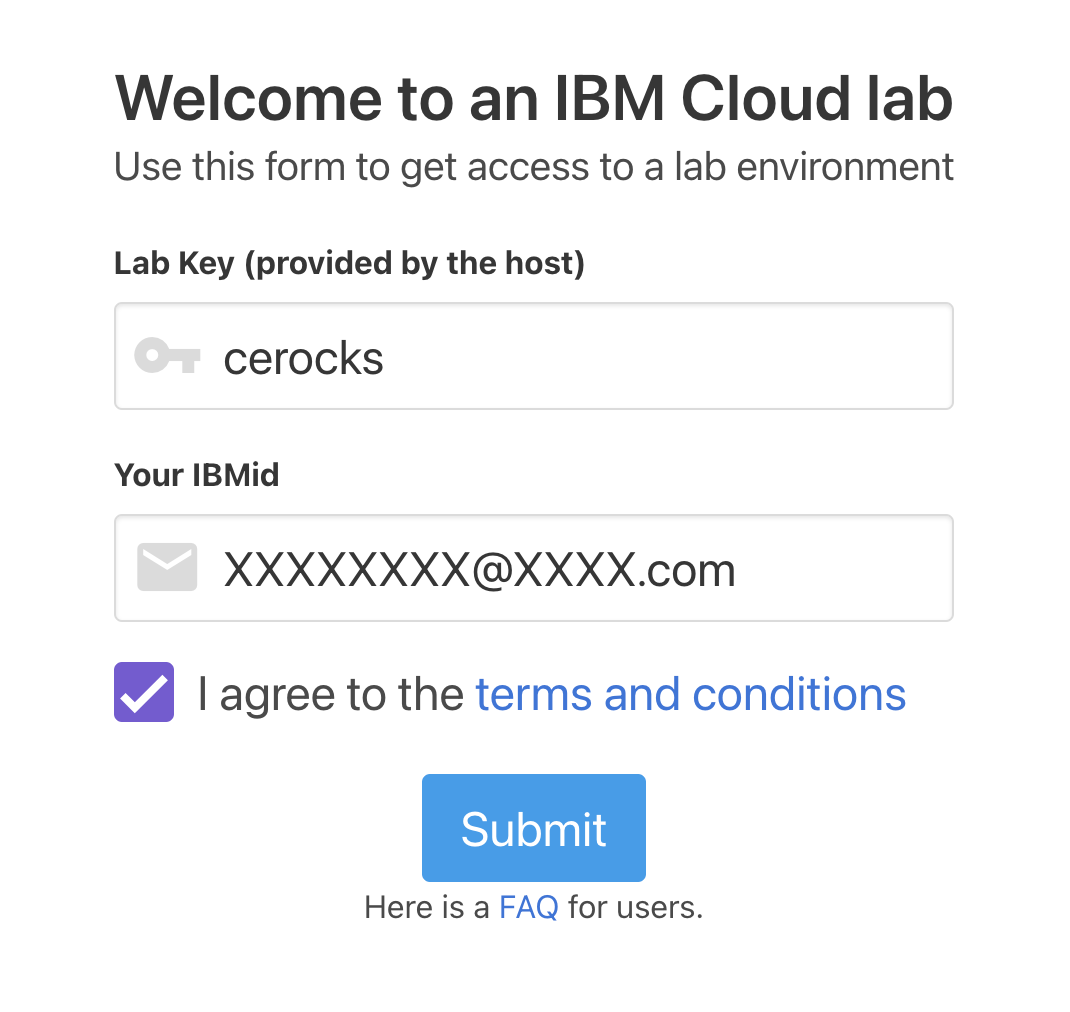 Welcome to an IBM Cloud lab
Use this form to get access to a lab environment
Lab Key (provided by the host)
cerocks
Your IBMid
XXXXXXXX@XXXX.com
I agree to the terms and conditions
Submit
Here is a FAQ for users.